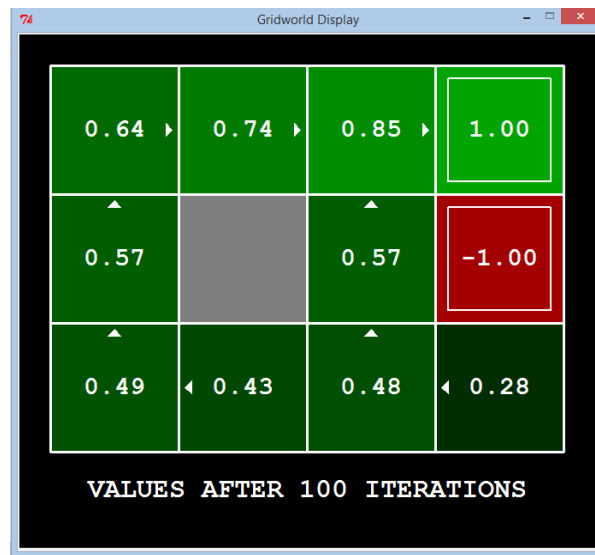 Gridworld Display
0.64 0.74 0.85 1.00
0.57 0.57 -1.00
0.49 0.43 0.48 0.28
VALUES AFTER 100 ITERATIONS